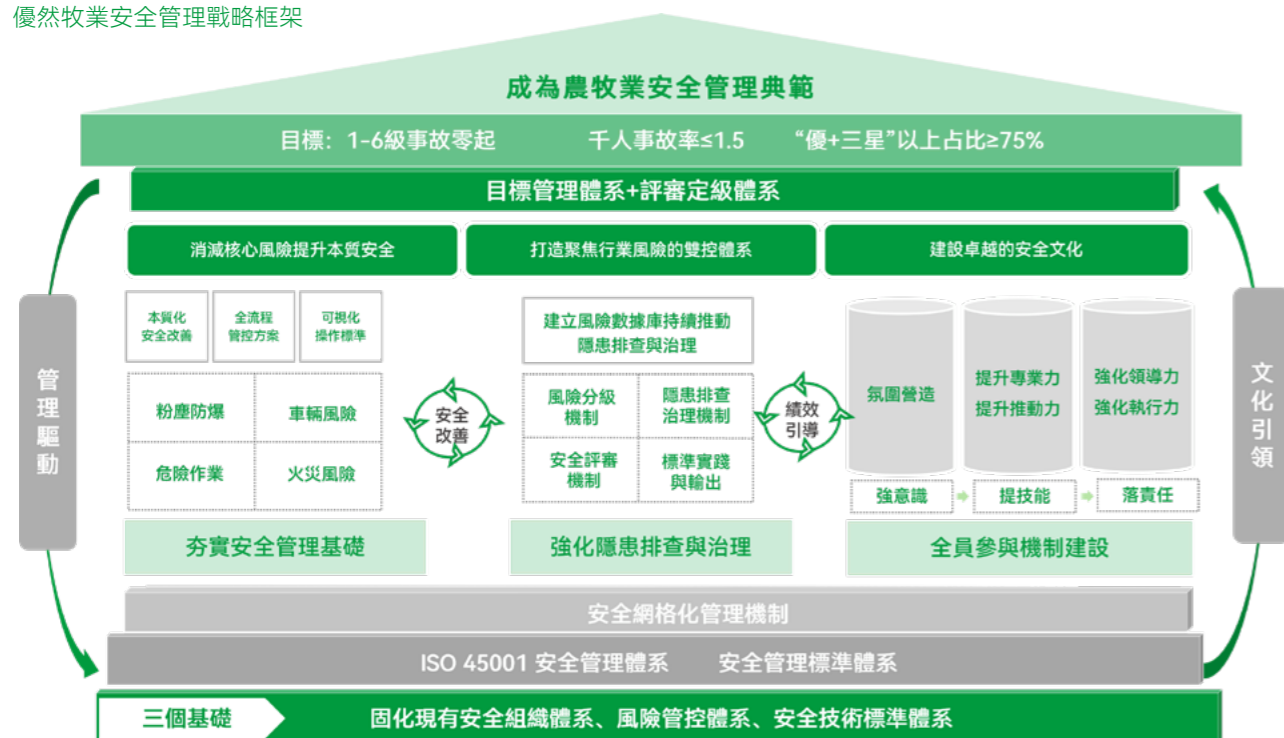 優然牧業安全管理戰略框架
成為農牧業安全管理典範
目標：1-6級事故零起 千人事故率≤1.5 “優+三星”以上占比≥75%
目標管理體系+評審定級體系
消減核心風險提升本質安全
打造聚焦行業風險的雙控體系
建設卓越的安全文化
管理驅動
本質化
安全改善
全流程
管控方案
可視化
操作標準
粉塵防爆
車輛風險
危險作業
火災風險
夯實安全管理基礎
安全
改善
建立風險數據庫持續推動
隱患排查與治理
風險分級
機制
隱患排查
治理機制
安全評審
機制
標準實踐
與輸出
強化隱患排查與治理
績效
引導
氛圍營造
提升專業力
提升推動力
強化領導力
強化執行力
強意識
提技能
落責任
全員參與機制建設
文化引領
安全網格化管理機制
ISO 45001 安全管理體系 安全管理標準體系
三個基礎
固化現有安全組織體系、風險管控體系、安全技術標準體系